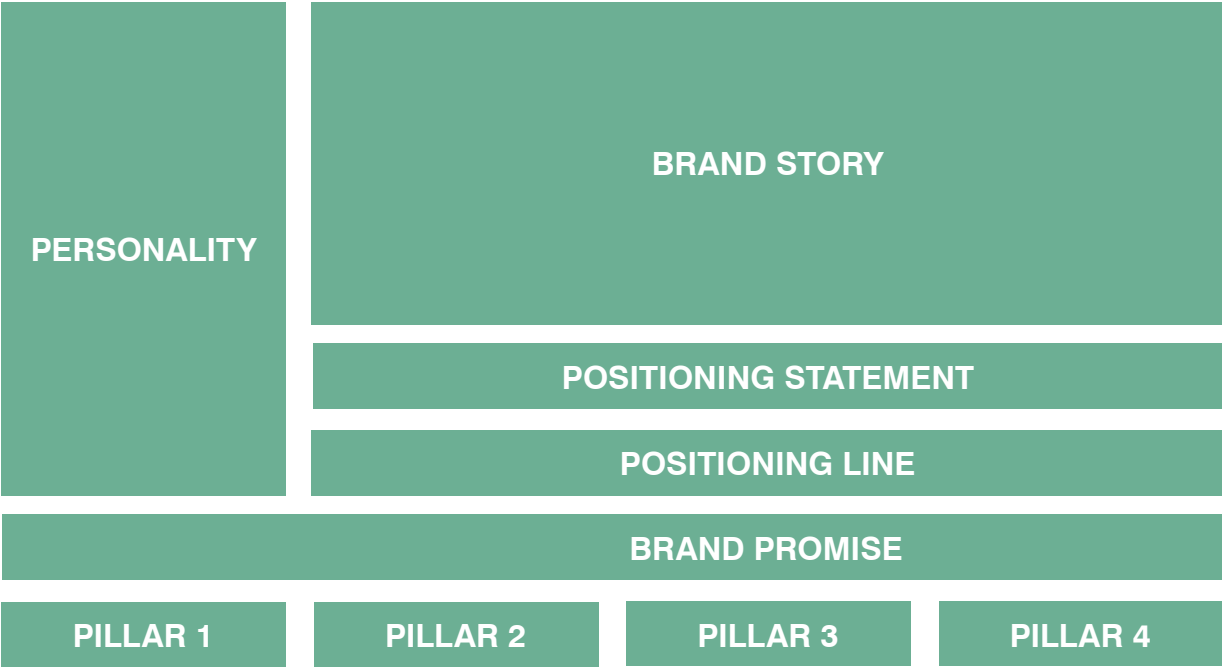 PERSONALITY
BRAND STORY
POSITIONING STATEMENT
POSITIONING LINE
BRAND PROMISE
PILLAR 1
PILLAR 2
PILLAR 3
PILLAR 4